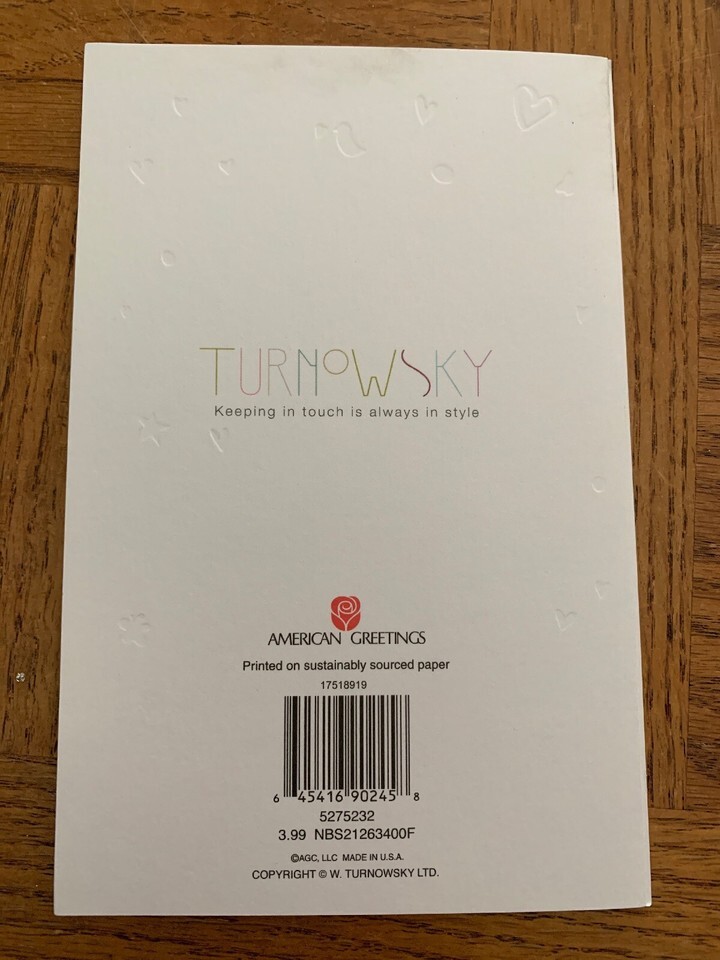 TURNOWSKY
Keeping in touch is always in style
AMERICAN GREETINGS
Printed on sustainably sourced paper
17518919
6 45416 90245 8
5275232
3.99 NBS21263400F
©AGC, LLC MADE IN U.S.A.
COPYRIGHT © W. TURNOWSKY LTD.